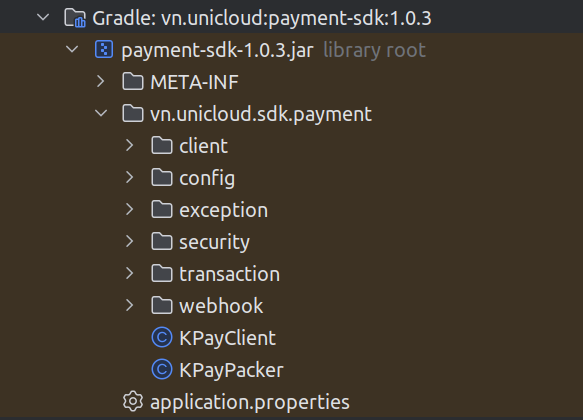 Gradle: vn.unicloud:payment-sdk:1.0.3
payment-sdk-1.0.3.jar library root
META-INF
vn.unicloud.sdk.payment
client
config
exception
security
transaction
webhook
C KPayClient
C KPayPacker
application.properties